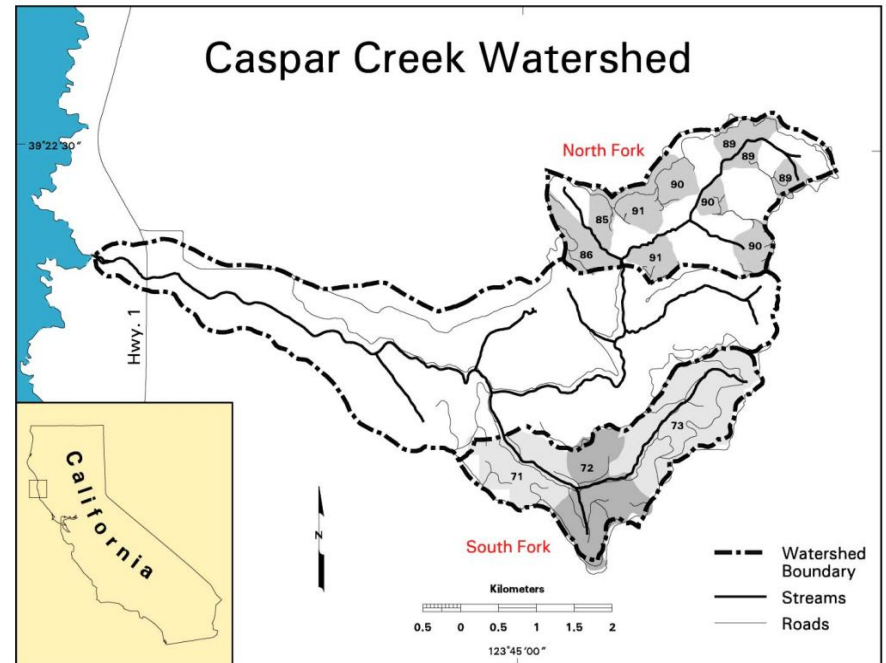 Caspar Creek Watershed
39°22'30"
North Fork
89
89
89
90
90
85
91
86
91
90
Hwy. 1
73
72
71
South Fork
California
N
Kilometers
0.5 0 0.5 1 1.5 2
123°45'00"
Watershed
Boundary
Streams
Roads